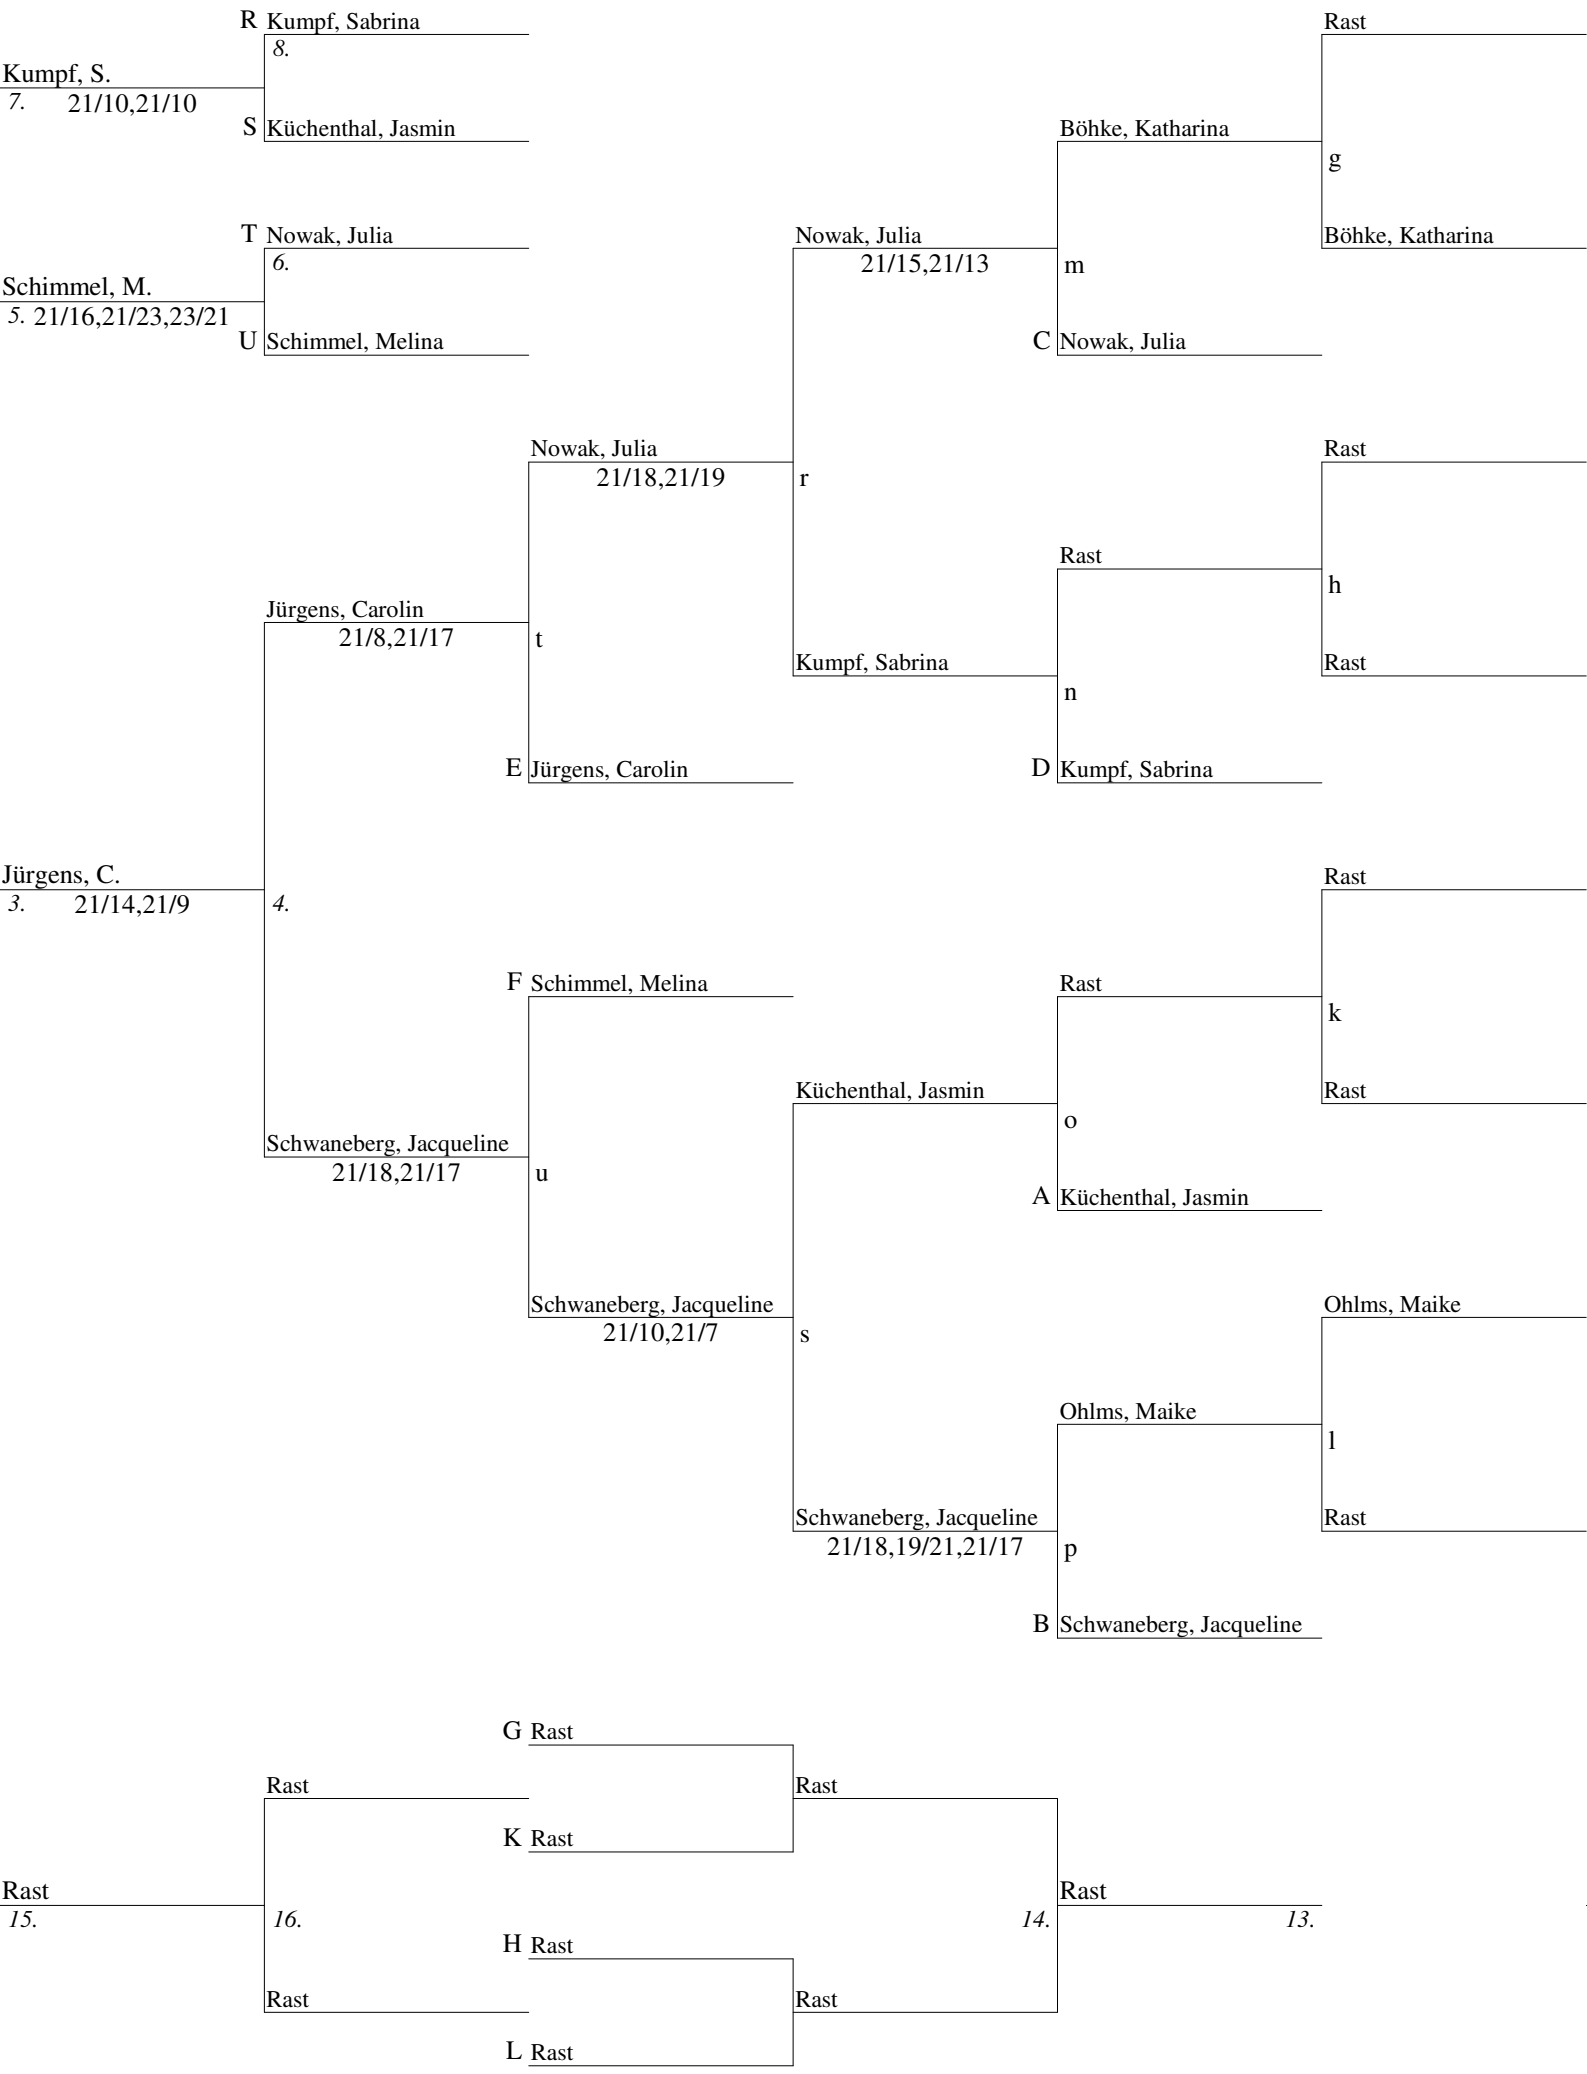 R Kumpf, Sabrina
Rast
8.
Kumpf, S.
7. 21/10,21/10
S Küchenthal, Jasmin
Böhke, Katharina
g
T Nowak, Julia
Nowak, Julia
Böhke, Katharina
6.
21/15,21/13
m
Schimmel, M.
5. 21/16,21/23,23/21
U Schimmel, Melina
C Nowak, Julia
Nowak, Julia
Rast
21/18,21/19
r
Rast
h
Jürgens, Carolin
21/8,21/17
t
Kumpf, Sabrina
Rast
n
E Jürgens, Carolin
D Kumpf, Sabrina
Jürgens, C.
Rast
3. 21/14,21/9
4.
F Schimmel, Melina
Rast
k
Küchenthal, Jasmin
Rast
o
Schwaneberg, Jacqueline
21/18,21/17
u
A Küchenthal, Jasmin
Schwaneberg, Jacqueline
Ohlms, Maike
21/10,21/7
s
Ohlms, Maike
l
Schwaneberg, Jacqueline
Rast
21/18,19/21,21/17
p
B Schwaneberg, Jacqueline
G Rast
Rast
Rast
K Rast
Rast
Rast
15.
16.
14.
13.
H Rast
Rast
Rast
L Rast